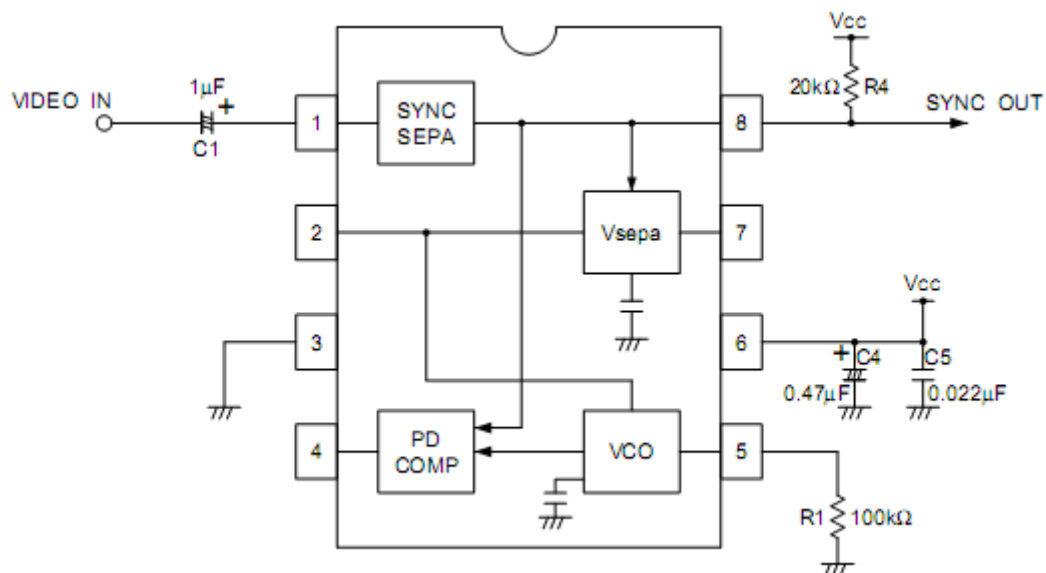 Vcc
1μF
+
VIDEO IN
C1
1
SYNC
SEPA
8
20kΩ
R4
SYNC OUT
2
Vsepa
7
Vcc
3
6
+
C4
C5
0.47μF
0.022μF
4
PD
COMP
VCO
5
R1
100kΩ